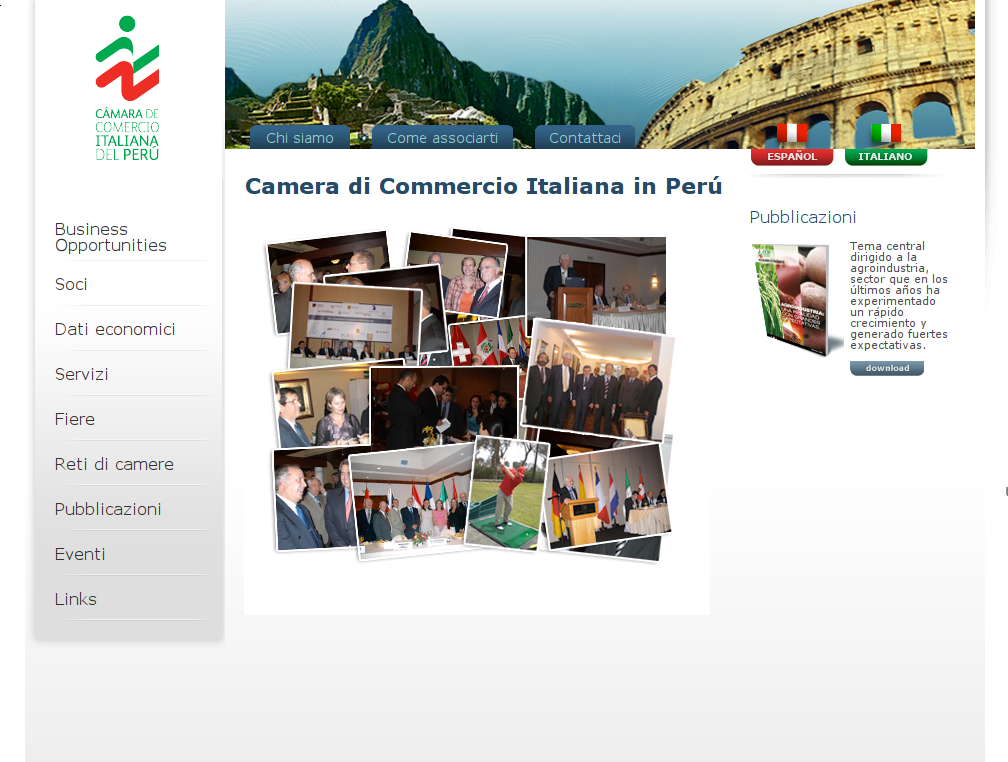 CÁMARA DE
COMERCIO
ITALIANA
DEL PERÚ
Chi siamo
Come associarti
Contattaci
ESPAÑOL
ITALIANO
Camera di Commercio Italiana in Perú
Business
Opportunities
Soci
Dati economici
Servizi
Fiere
Reti di camere
Pubblicazioni
Eventi
Links
Pubblicazioni
AGROINDUSTRIA:
Tema central
dirigido a la
agroindustria,
sector que en los
últimos años ha
experimentado
un rápido
crecimiento y
generado fuertes
expectativas.
download